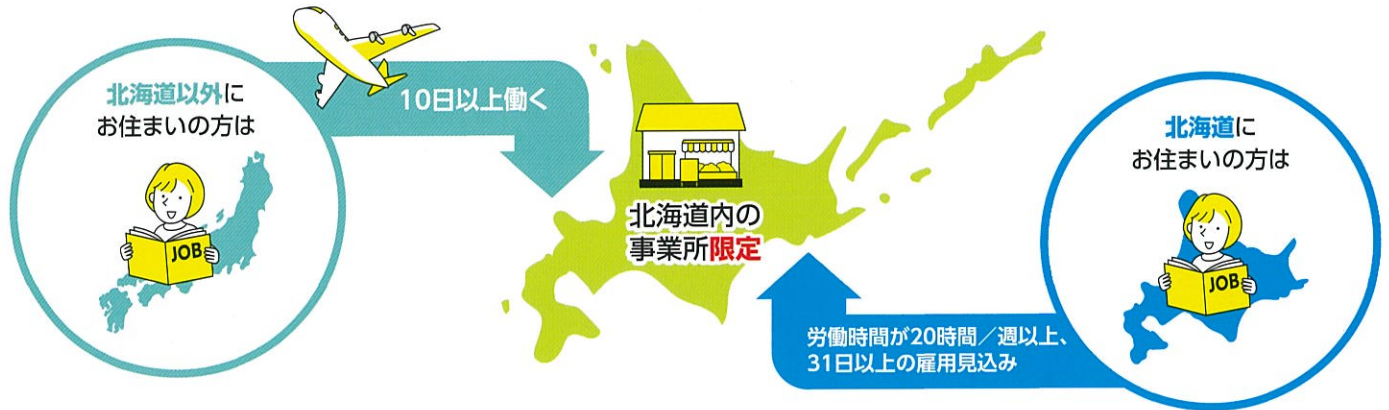 北海道以外に
お住まいの方は
JOB
10日以上働く
北海道内の
事業所限定
北海道に
お住まいの方は
JOB
労働時間が20時間／週以上、
31日以上の雇用見込み